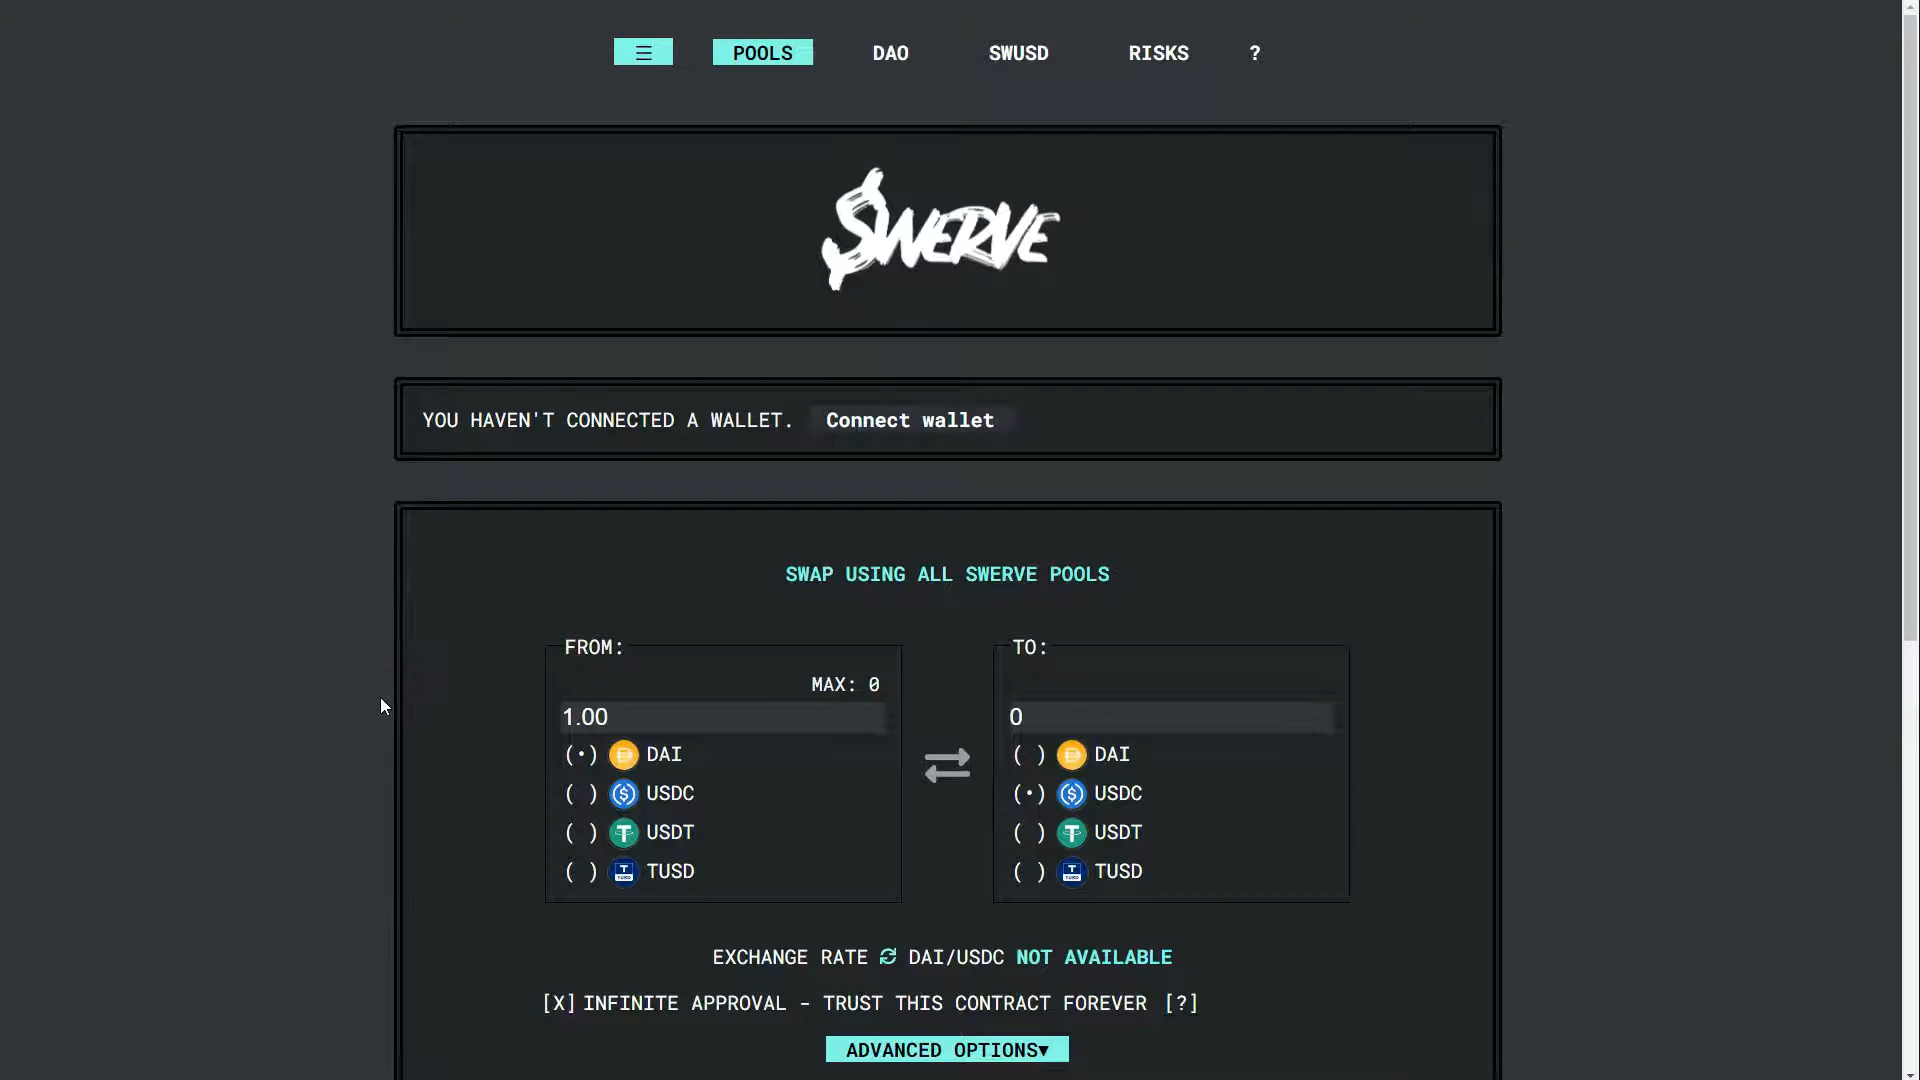 ☰ POOLS DAO SWUSD RISKS ?
SWERVE
YOU HAVEN'T CONNECTED A WALLET. Connect wallet
SWAP USING ALL SWERVE POOLS
FROM:
MAX: 0
1.00
(•) DAI
( ) USDC
( ) USDT
( ) TUSD
TO:
0
( ) DAI
(•) USDC
( ) USDT
( ) TUSD
EXCHANGE RATE DAI/USDC NOT AVAILABLE
[X] INFINITE APPROVAL - TRUST THIS CONTRACT FOREVER [?]
ADVANCED OPTIONS▼